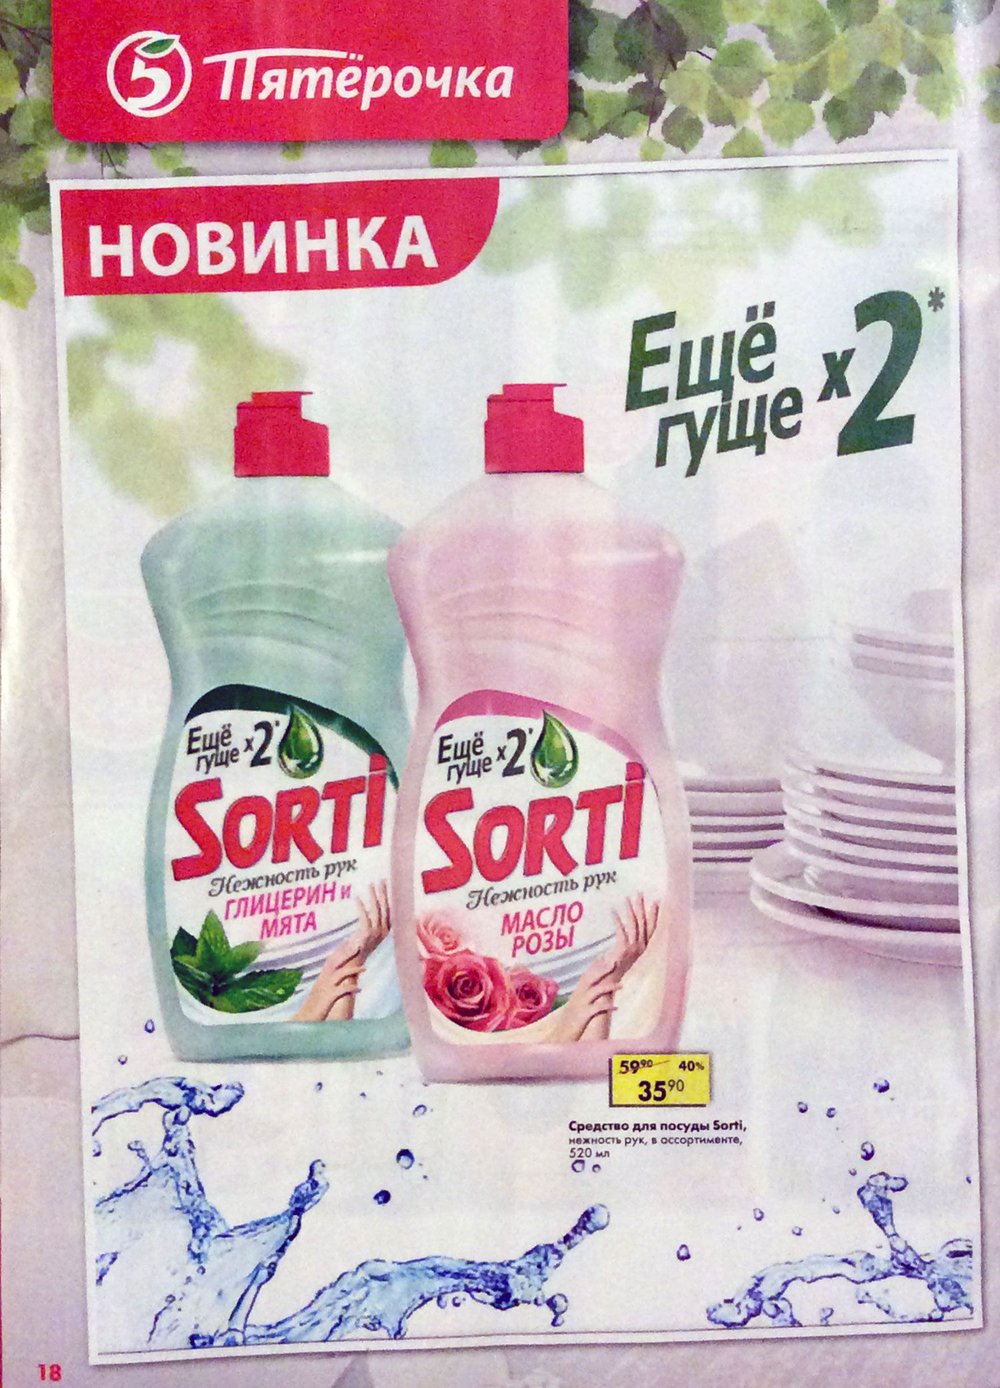 5 Пятёрочка
НОВИНКА
Ещё
гуще x2*
Ещё
гуще x2*
SORTI
Нежность рук
ГЛИЦЕРИН и
МЯТА
Ещё
гуще x2*
SORTI
Нежность рук
МАСЛО
РОЗЫ
59⁹⁰ 40%
35⁹⁰
Средство для посуды Sorti,
нежность рук, в ассортименте,
520 мл
18